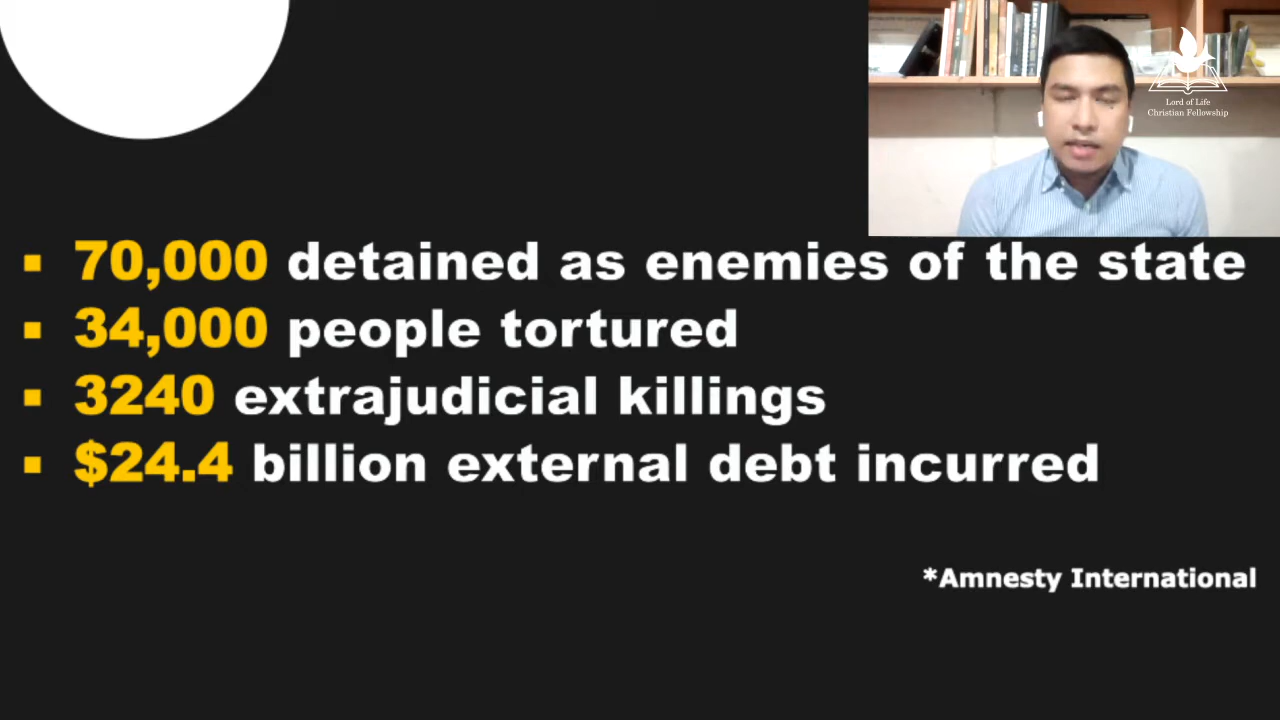 Lord of Life
Christian Fellowship
70,000 detained as enemies of the state
34,000 people tortured
3240 extrajudicial killings
$24.4 billion external debt incurred
*Amnesty International